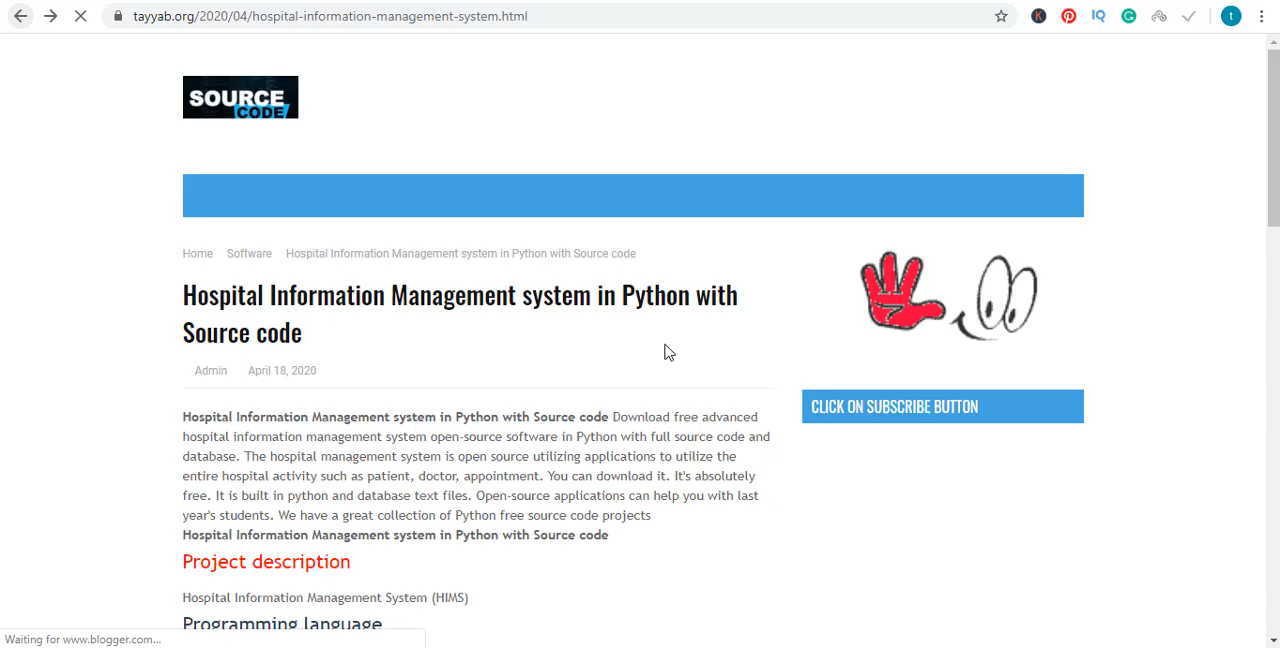 tayyab.org/2020/04/hospital-information-management-system.html
K
IQ
G
t
SOURCE
CODE
Home Software Hospital Information Management system in Python with Source code
Hospital Information Management system in Python with
Source code
Admin April 18, 2020
Hospital Information Management system in Python with Source code Download free advanced
hospital information management system open-source software in Python with full source code and
database. The hospital management system is open source utilizing applications to utilize the
entire hospital activity such as patient, doctor, appointment. You can download it. It's absolutely
free. It is built in python and database text files. Open-source applications can help you with last
year's students. We have a great collection of Python free source code projects
Hospital Information Management system in Python with Source code
Project description
Hospital Information Management System (HIMS)
Programming language
CLICK ON SUBSCRIBE BUTTON
Waiting for www.blogger.com...